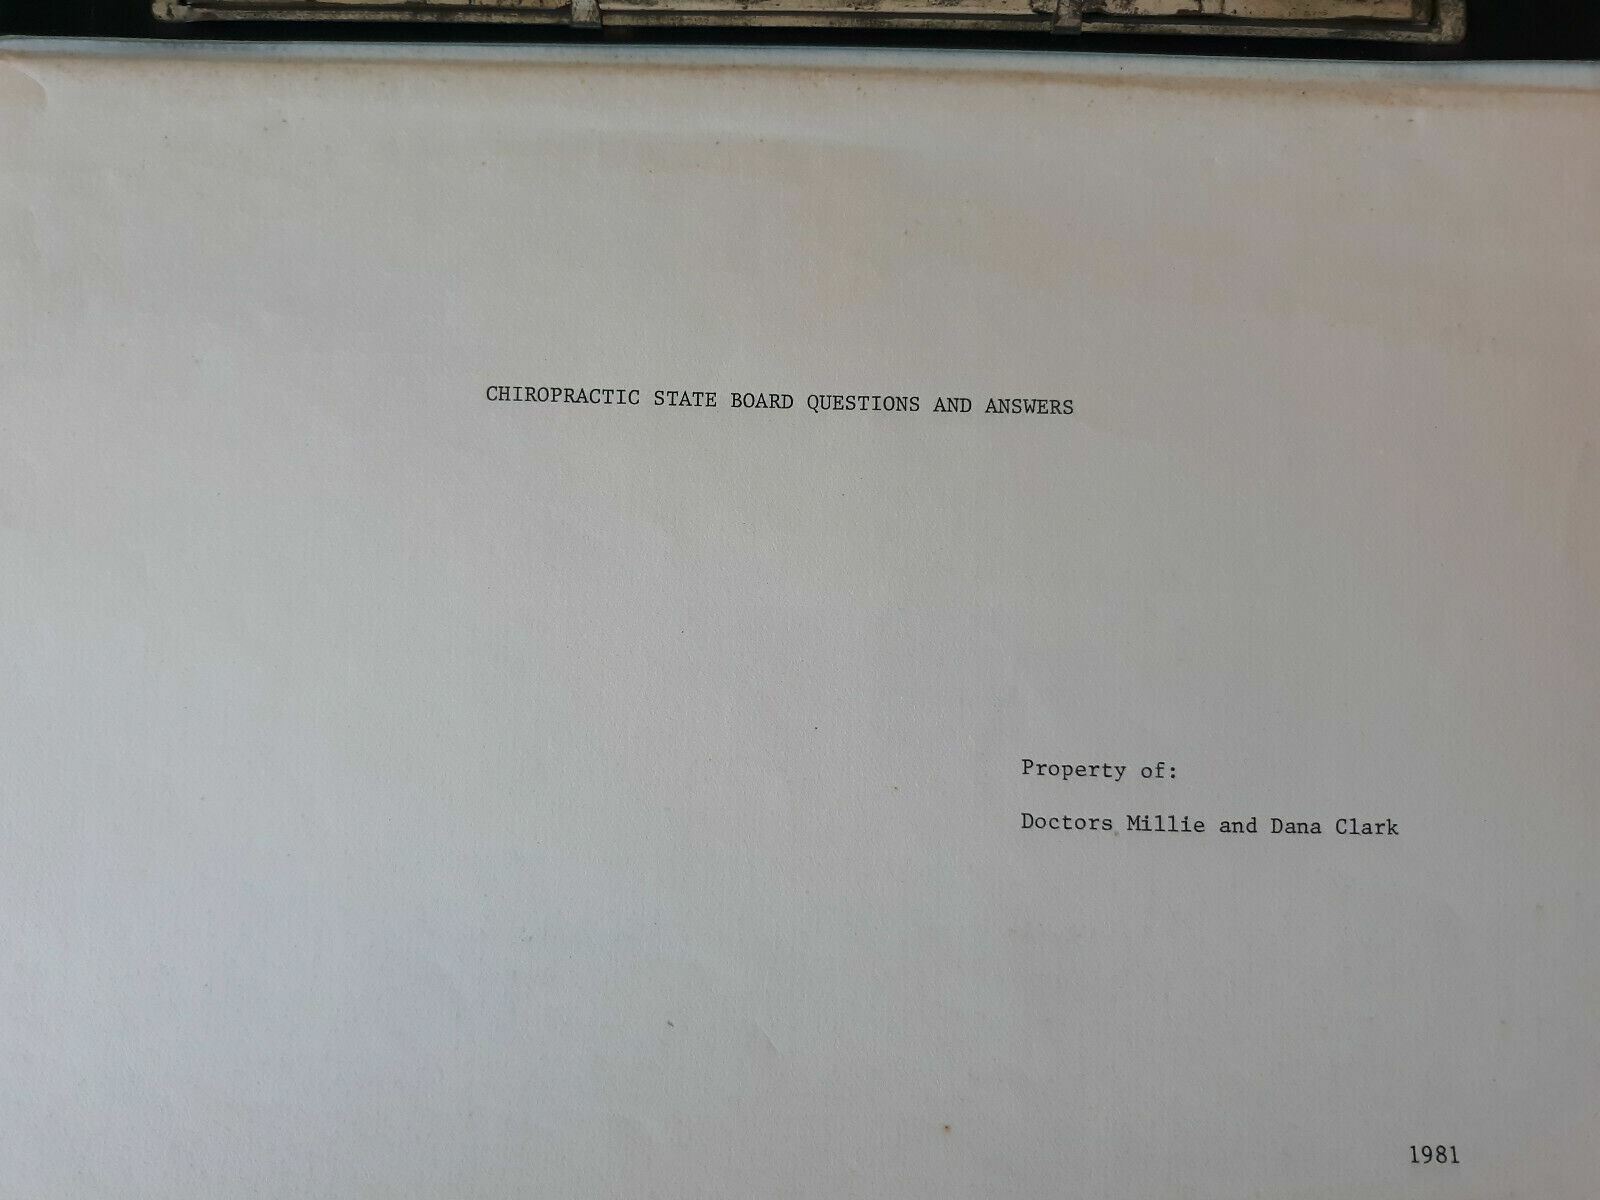 CHIROPRACTIC STATE BOARD QUESTIONS AND ANSWERS
Property of:
Doctors Millie and Dana Clark
1981